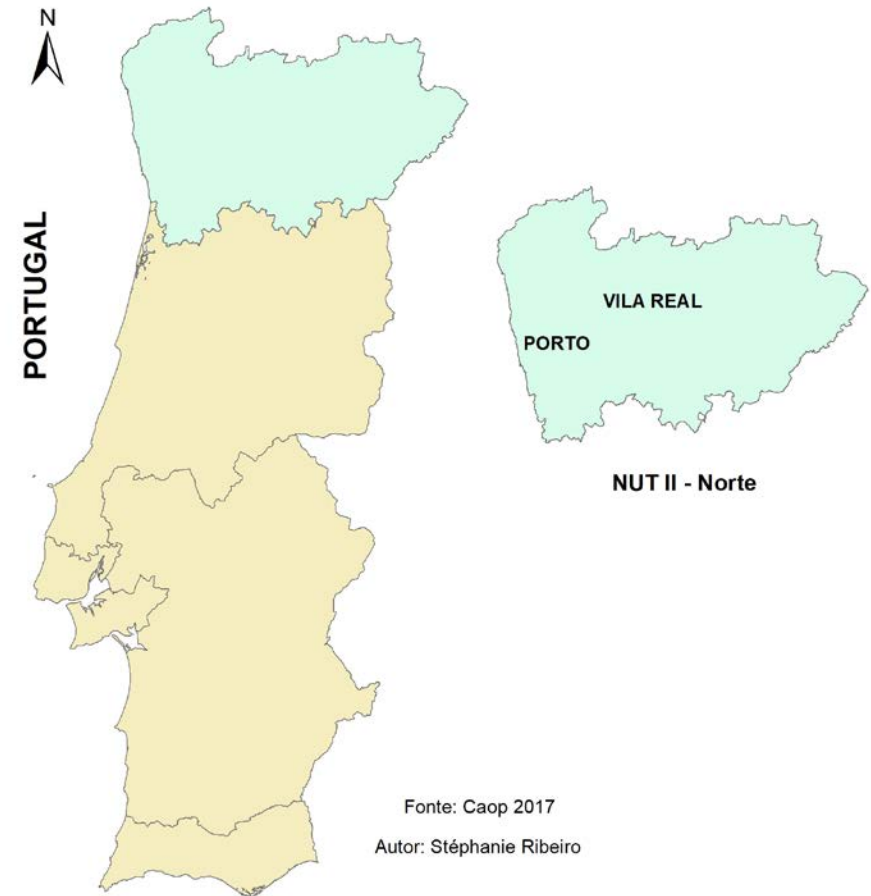 N
PORTUGAL
VILA REAL
PORTO
NUT II - Norte
Fonte: Caop 2017
Autor: Stéphanie Ribeiro